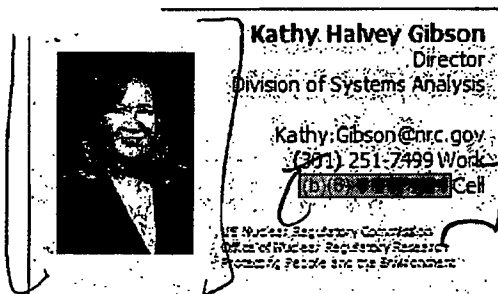 Kathy Halvey Gibson
Director
Division of Systems Analysis
Kathy.Gibson@nrc.gov
(301) 251-7499 Work
(b)(6) Cell
US Nuclear Regulatory Commission
Office of Nuclear Regulatory Research
Protecting People and the Environment